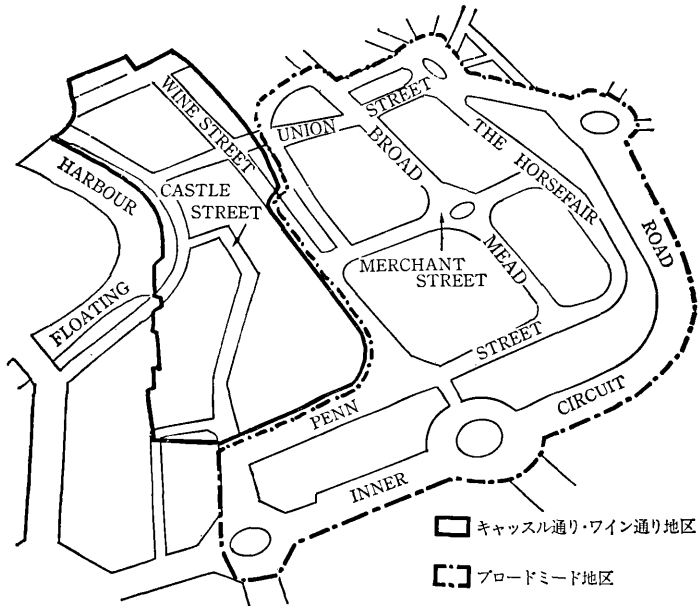 WINE STREET
UNION STREET
BROAD MEAD
THE HORSEFAIR
HARBOUR
CASTLE
STREET
ROAD
MERCHANT
STREET
FLOATING
PENN STREET
CIRCUIT
INNER
キャッスル通り・ワイン通り地区
ブロードミード地区